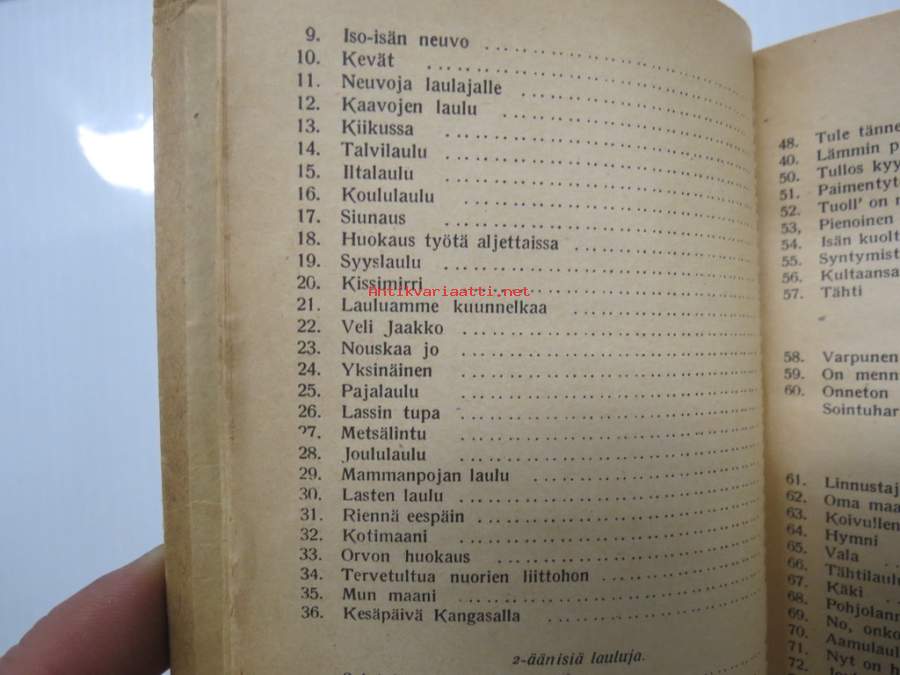 9. Iso-isän neuvo
10. Kevät
11. Neuvoja laulajalle
12. Kaavojen laulu
13. Kiikussa
14. Talvilaulu
15. Iltalaulu
16. Koululaulu
17. Siunaus
18. Huokaus työtä aljettaissa
19. Syyslaulu
20. Kissimirri
Antikvariaatti.net
21. Lauluamme kuunnelkaa
22. Veli Jaakko
23. Nouskaa jo
24. Yksinäinen
25. Pajalaulu
26. Lassin tupa
27. Metsälintu
28. Joululaulu
29. Mammanpojan laulu
30. Lasten laulu
31. Riennä eespäin
32. Kotimaani
33. Orvon huokaus
34. Tervetultua nuorien liittohon
35. Mun maani
36. Kesäpäivä Kangasalla
2-äänisiä lauluja.
48. Tule tänne
40. Lämmin p
50. Tullos kyy
51. Paimentyt
52. Tuoll' on
53, Pienoinen
54. Isän kuolt
55. Syntymist
56. Kultaansa
57. Tähti
58. Varpunen
59. On menn
60. Onneton
Sointuhar
61. Linnustaj
62. Oma maa
63. Koivullen
64. Hymni
65. Vala
66. Tähtilaul
67. Käki
68. Pohjolann
69. No, onko
70. Aamulaul
71. Nyt on h
72.